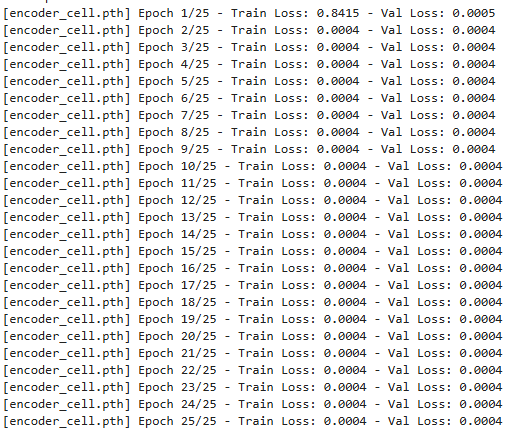 [encoder_cell.pth] Epoch 1/25 - Train Loss: 0.8415 - Val Loss: 0.0005
[encoder_cell.pth] Epoch 2/25 - Train Loss: 0.0004 - Val Loss: 0.0004
[encoder_cell.pth] Epoch 3/25 - Train Loss: 0.0004 - Val Loss: 0.0004
[encoder_cell.pth] Epoch 4/25 - Train Loss: 0.0004 - Val Loss: 0.0004
[encoder_cell.pth] Epoch 5/25 - Train Loss: 0.0004 - Val Loss: 0.0004
[encoder_cell.pth] Epoch 6/25 - Train Loss: 0.0004 - Val Loss: 0.0004
[encoder_cell.pth] Epoch 7/25 - Train Loss: 0.0004 - Val Loss: 0.0004
[encoder_cell.pth] Epoch 8/25 - Train Loss: 0.0004 - Val Loss: 0.0004
[encoder_cell.pth] Epoch 9/25 - Train Loss: 0.0004 - Val Loss: 0.0004
[encoder_cell.pth] Epoch 10/25 - Train Loss: 0.0004 - Val Loss: 0.0004
[encoder_cell.pth] Epoch 11/25 - Train Loss: 0.0004 - Val Loss: 0.0004
[encoder_cell.pth] Epoch 12/25 - Train Loss: 0.0004 - Val Loss: 0.0004
[encoder_cell.pth] Epoch 13/25 - Train Loss: 0.0004 - Val Loss: 0.0004
[encoder_cell.pth] Epoch 14/25 - Train Loss: 0.0004 - Val Loss: 0.0004
[encoder_cell.pth] Epoch 15/25 - Train Loss: 0.0004 - Val Loss: 0.0004
[encoder_cell.pth] Epoch 16/25 - Train Loss: 0.0004 - Val Loss: 0.0004
[encoder_cell.pth] Epoch 17/25 - Train Loss: 0.0004 - Val Loss: 0.0004
[encoder_cell.pth] Epoch 18/25 - Train Loss: 0.0004 - Val Loss: 0.0004
[encoder_cell.pth] Epoch 19/25 - Train Loss: 0.0004 - Val Loss: 0.0004
[encoder_cell.pth] Epoch 20/25 - Train Loss: 0.0004 - Val Loss: 0.0004
[encoder_cell.pth] Epoch 21/25 - Train Loss: 0.0004 - Val Loss: 0.0004
[encoder_cell.pth] Epoch 22/25 - Train Loss: 0.0004 - Val Loss: 0.0004
[encoder_cell.pth] Epoch 23/25 - Train Loss: 0.0004 - Val Loss: 0.0004
[encoder_cell.pth] Epoch 24/25 - Train Loss: 0.0004 - Val Loss: 0.0004
[encoder_cell.pth] Epoch 25/25 - Train Loss: 0.0004 - Val Loss: 0.0004